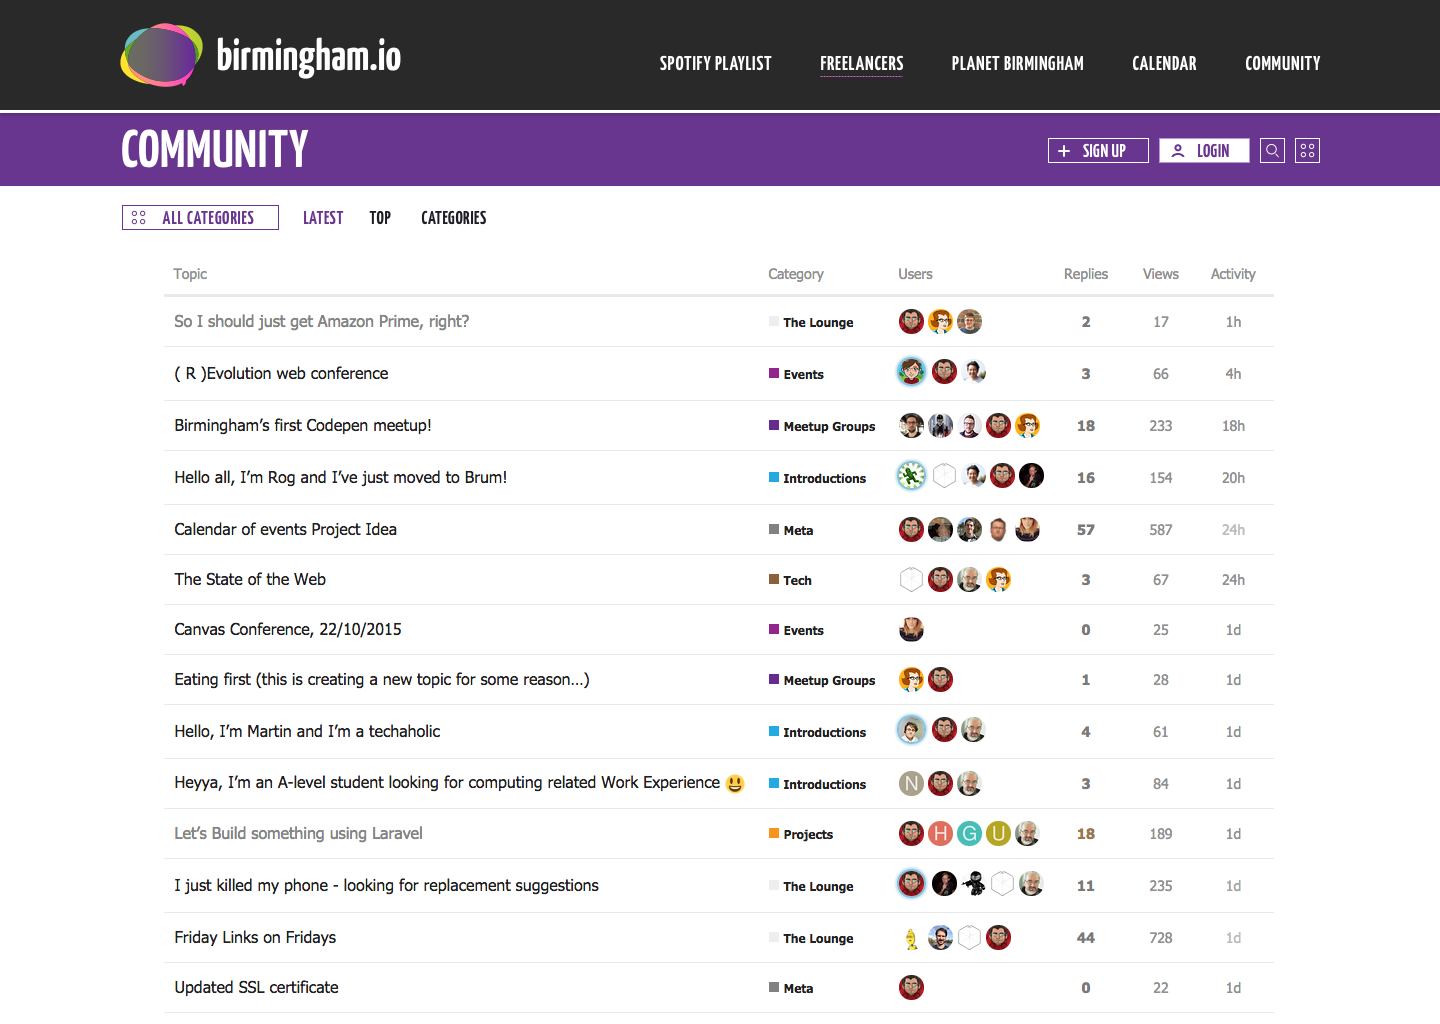 birmingham.io
SPOTIFY PLAYLIST FREELANCERS PLANET BIRMINGHAM CALENDAR COMMUNITY
COMMUNITY
SIGN UP LOGIN
ALL CATEGORIES LATEST TOP CATEGORIES
Topic Category Users Replies Views Activity
So I should just get Amazon Prime, right? The Lounge 2 17 1h
( R )Evolution web conference Events 3 66 4h
Birmingham’s first Codepen meetup! Meetup Groups 18 233 18h
Hello all, I’m Rog and I’ve just moved to Brum! Introductions 16 154 20h
Calendar of events Project Idea Meta 57 587 24h
The State of the Web Tech 3 67 24h
Canvas Conference, 22/10/2015 Events 0 25 1d
Eating first (this is creating a new topic for some reason…) Meetup Groups 1 28 1d
Hello, I’m Martin and I’m a techaholic Introductions 4 61 1d
Heyya, I’m an A-level student looking for computing related Work Experience 😃 Introductions N 3 84 1d
Let’s Build something using Laravel Projects H G U 18 189 1d
I just killed my phone - looking for replacement suggestions The Lounge 11 235 1d
Friday Links on Fridays The Lounge 44 728 1d
Updated SSL certificate Meta 0 22 1d